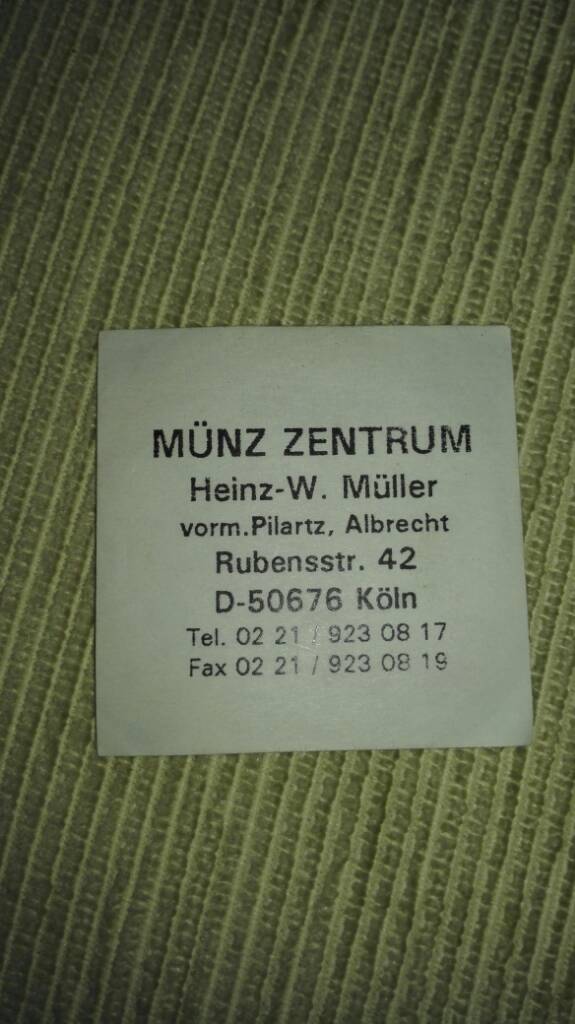 MÜNZ ZENTRUM
Heinz-W. Müller
vorm.Pilartz, Albrecht
Rubensstr. 42
D-50676 Köln
Tel. 02 21 / 923 08 17
Fax 02 21 / 923 08 19